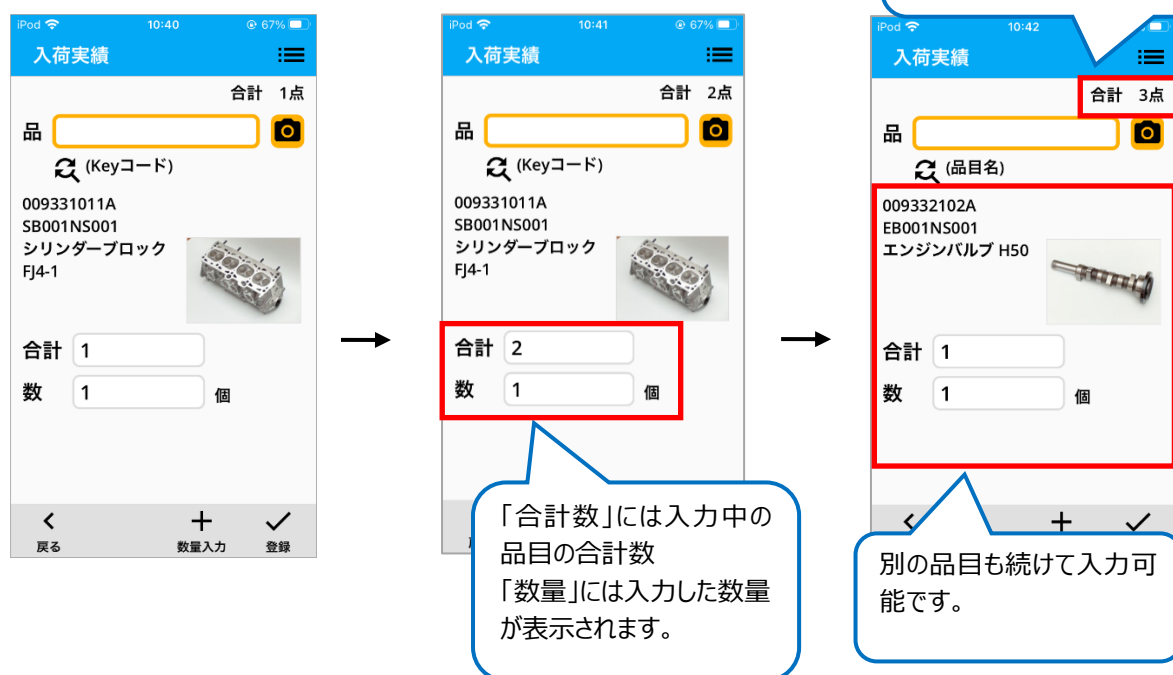 iPod 10:40 67%
入荷実績
合計 1点
品
(Keyコード)
009331011A
SB001NS001
シリンダーブロック
FJ4-1
合計 1
数 1 個
戻る 数量入力 登録
iPod 10:41 67%
入荷実績
合計 2点
品
(Keyコード)
009331011A
SB001NS001
シリンダーブロック
FJ4-1
合計 2
数 1 個
「合計数」には入力中の
品目の合計数
「数量」には入力した数量
が表示されます。
iPod 10:42
入荷実績
合計 3点
品
(品目名)
009332102A
EB001NS001
エンジンバルブ H50
合計 1
数 1 個
別の品目も続けて入力可
能です。